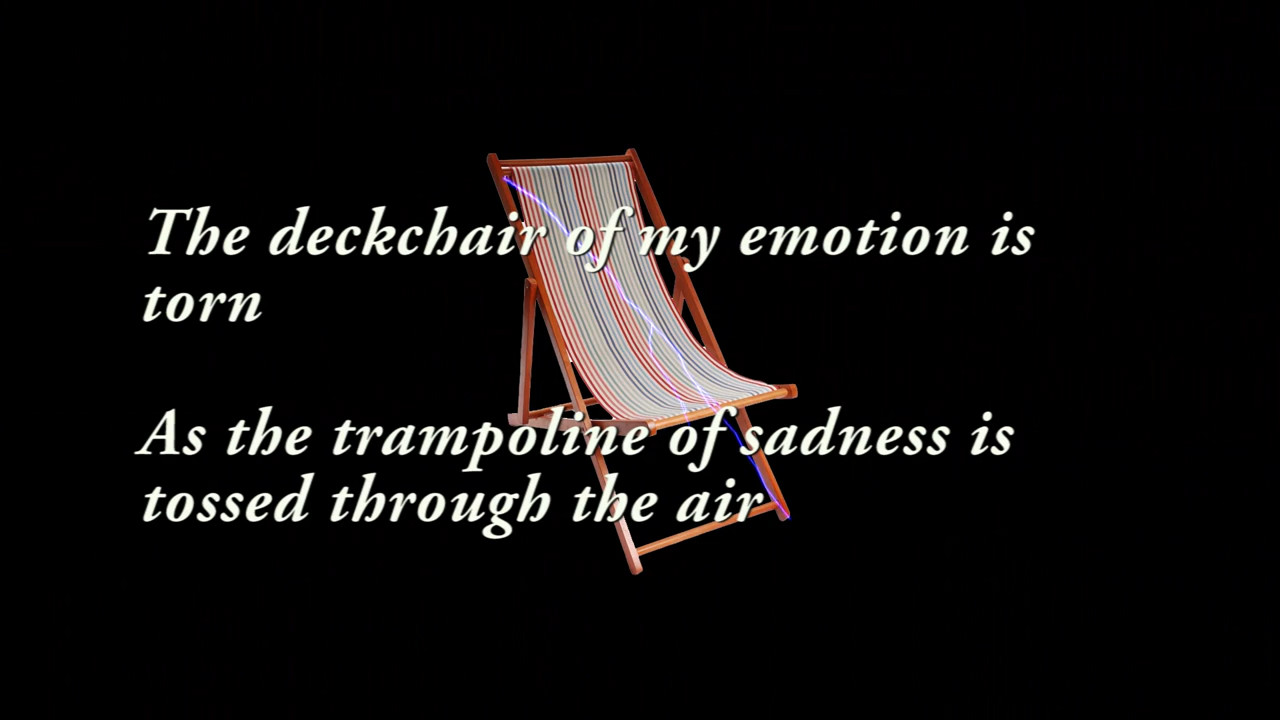 The deckchair of my emotion is
torn
As the trampoline of sadness is
tossed through the air